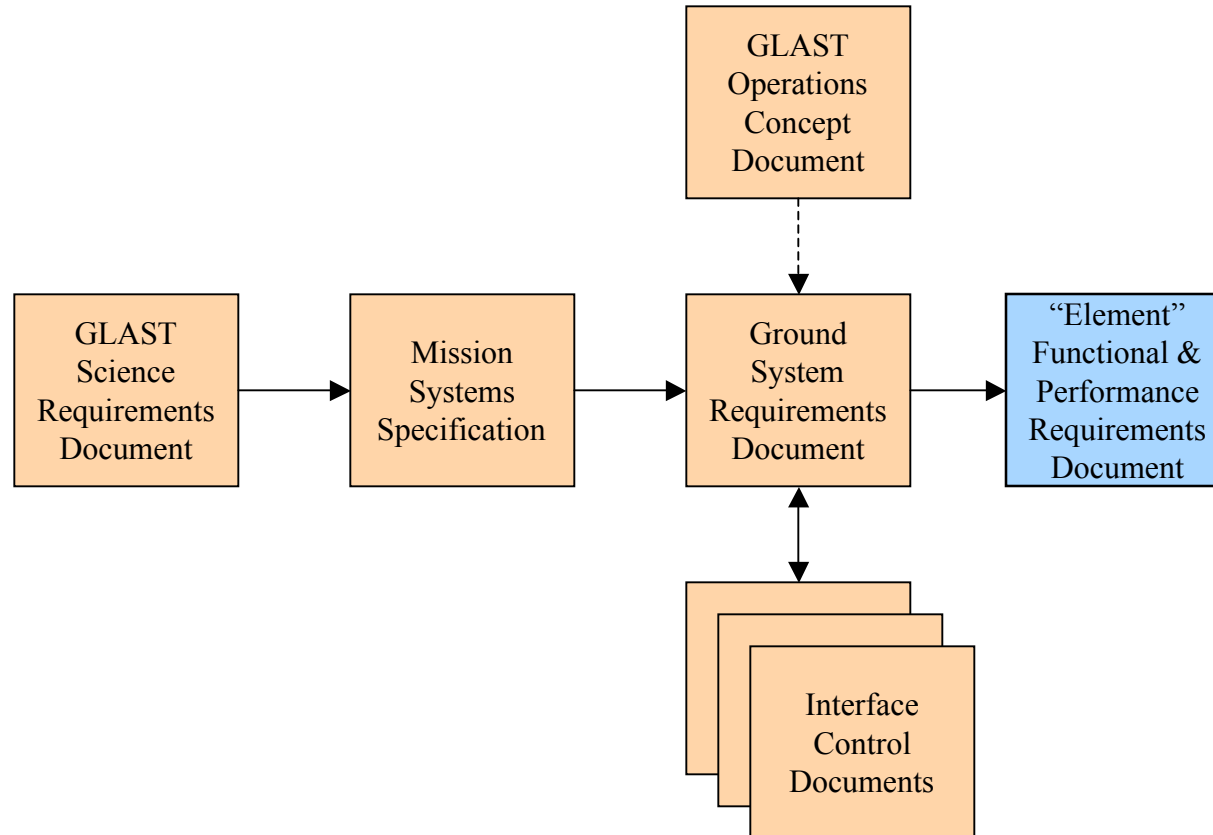 GLAST
Operations
Concept
Document
GLAST
Science
Requirements
Document
Mission
Systems
Specification
Ground
System
Requirements
Document
“Element”
Functional &
Performance
Requirements
Document
Interface
Control
Documents